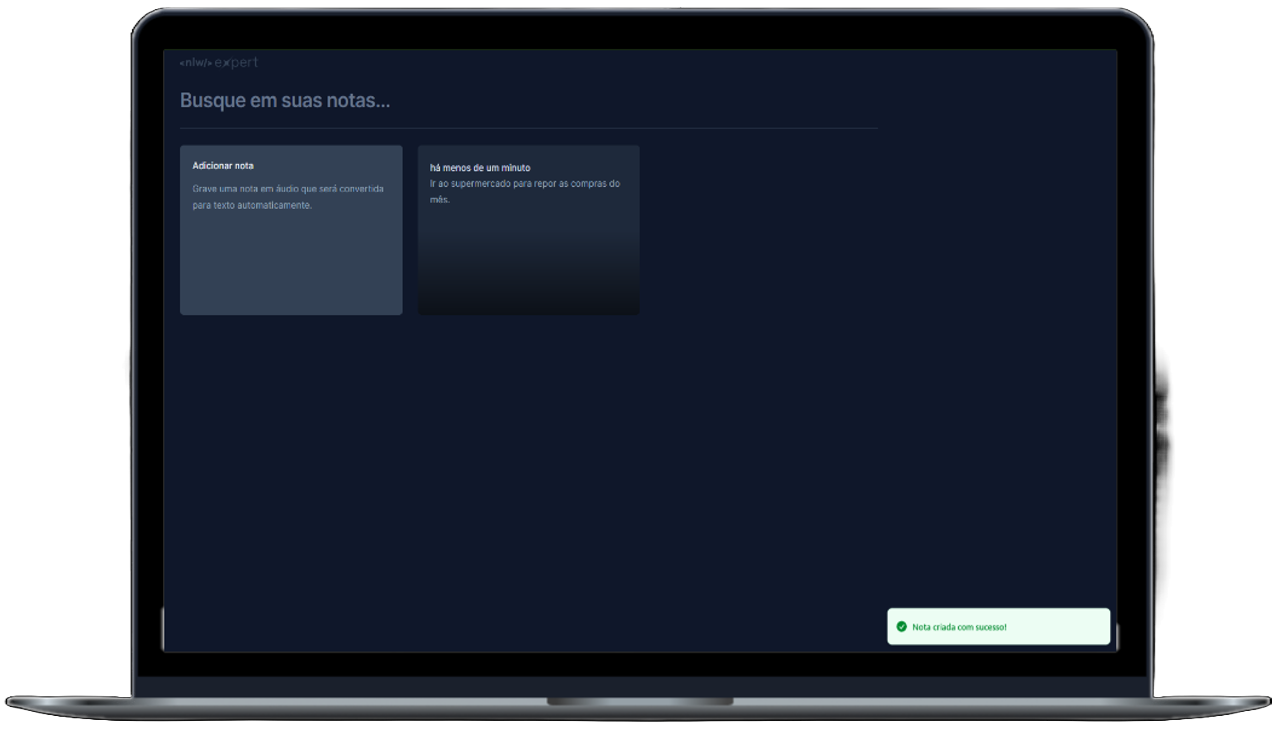 <nlw/> expert
Busque em suas notas...
Adicionar nota
Grave uma nota em áudio que será convertida
para texto automaticamente.
há menos de um minuto
Ir ao supermercado para repor as compras do
mês.
Nota criada com sucesso!